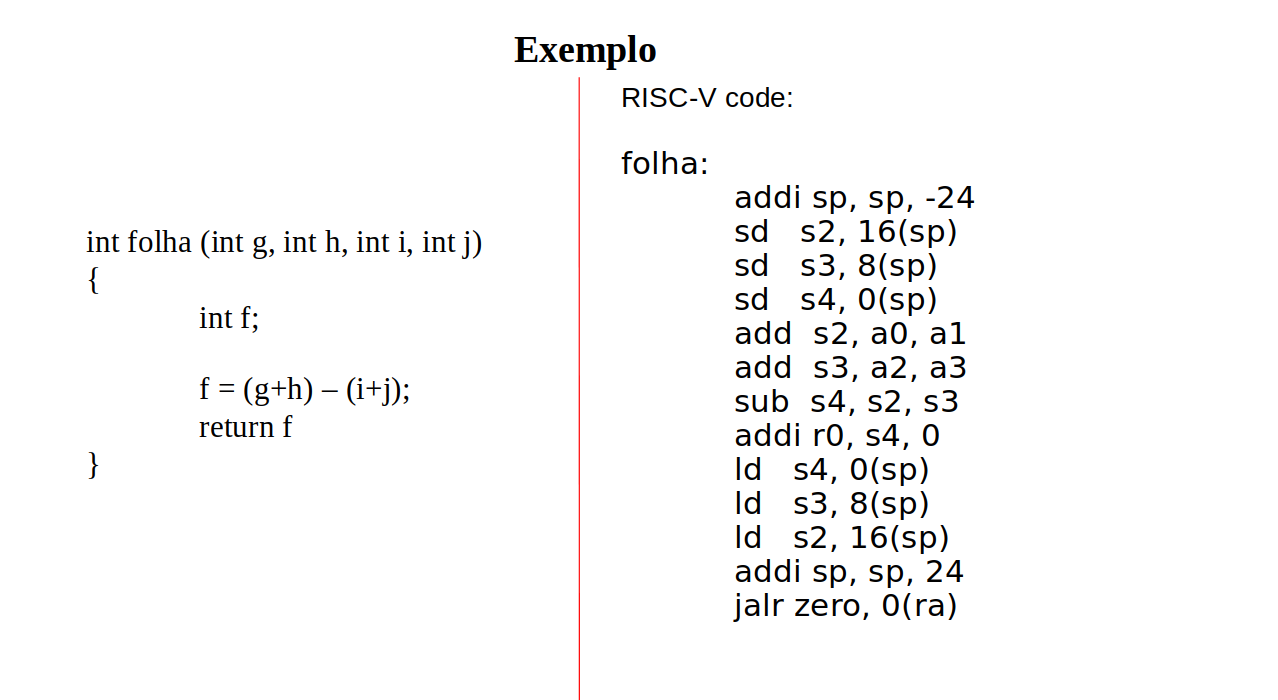 Exemplo
int folha (int g, int h, int i, int j)
{
int f;
f = (g+h) – (i+j);
return f
}
RISC-V code:
folha:
addi sp, sp, -24
sd s2, 16(sp)
sd s3, 8(sp)
sd s4, 0(sp)
add s2, a0, a1
add s3, a2, a3
sub s4, s2, s3
addi r0, s4, 0
ld s4, 0(sp)
ld s3, 8(sp)
ld s2, 16(sp)
addi sp, sp, 24
jalr zero, 0(ra)